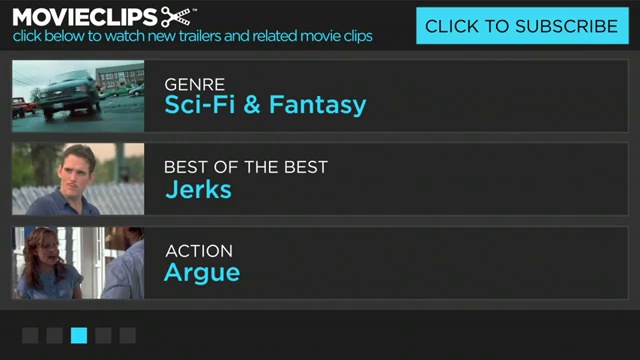 MOVIECLIPS™
click below to watch new trailers and related movie clips
CLICK TO SUBSCRIBE
GENRE
Sci-Fi & Fantasy
BEST OF THE BEST
Jerks
ACTION
Argue